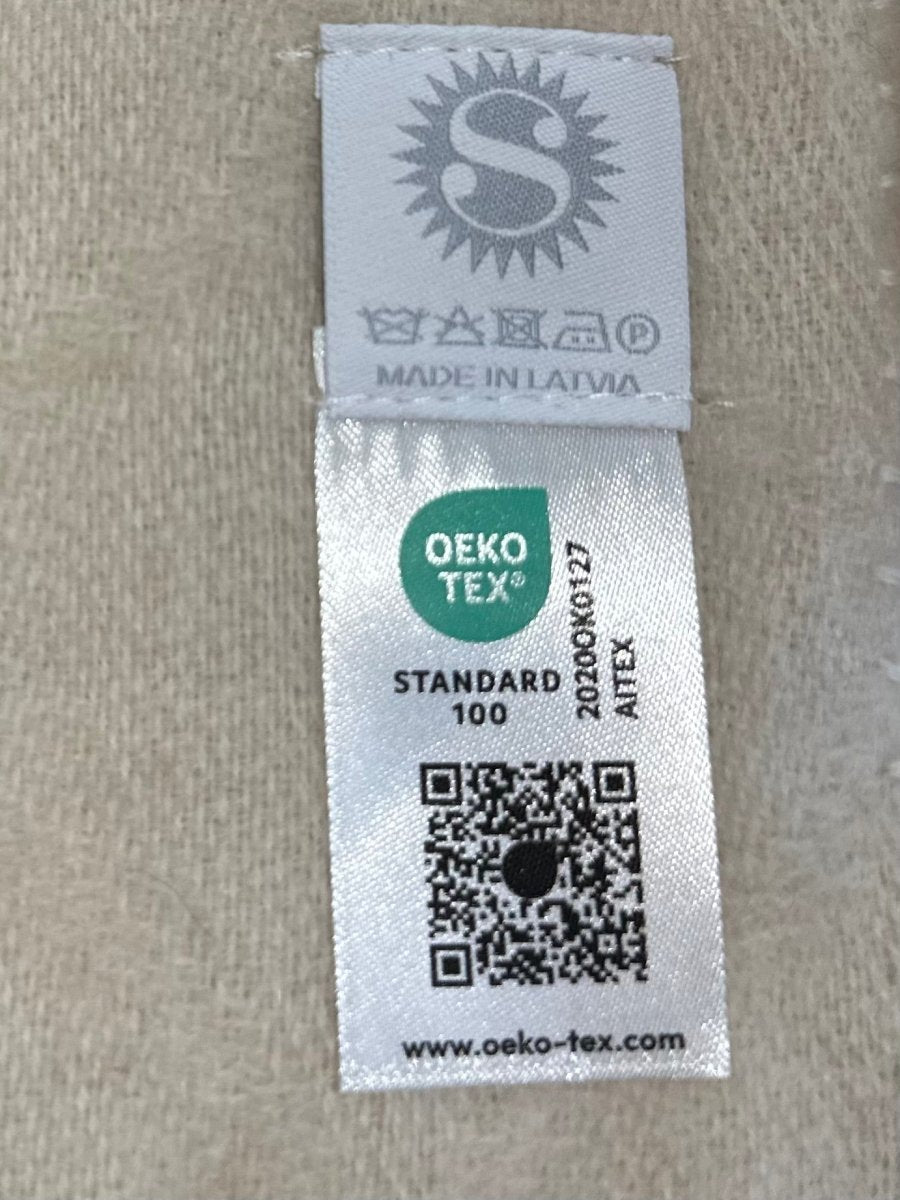 S
P
MADE IN LATVIA
OEKO
TEX®
STANDARD
100
2020OK0127
AITEX
www.oeko-tex.com